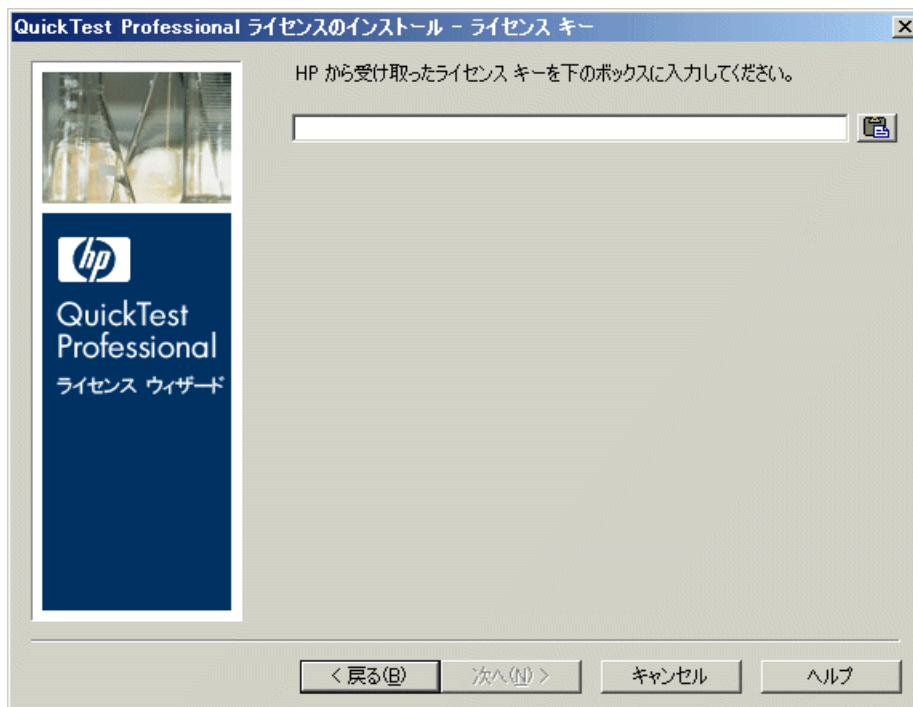 QuickTest Professional ライセンスのインストール - ライセンス キー
HP から受け取ったライセンス キーを下のボックスに入力してください。
hp
QuickTest
Professional
ライセンス ウィザード
< 戻る(B)
次へ(N) >
キャンセル
ヘルプ